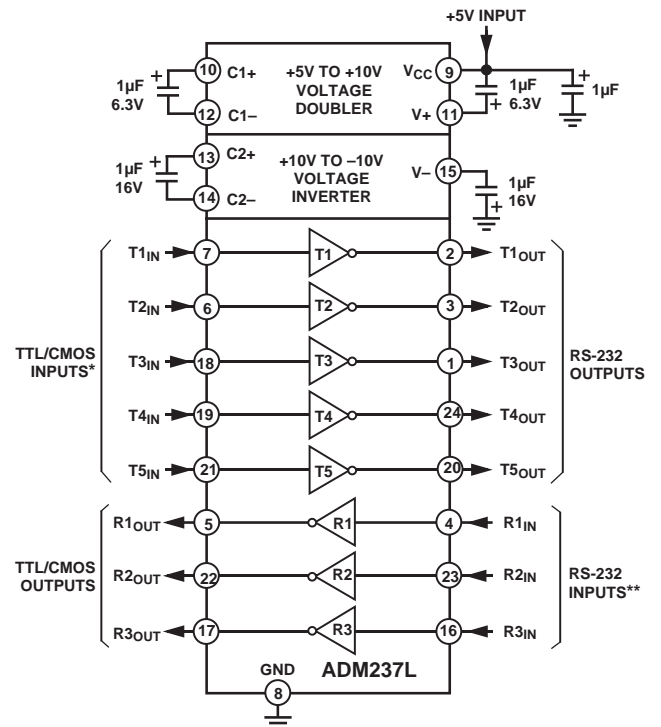 +5V INPUT
10 C1+ +5V TO +10V VOLTAGE DOUBLER VCC 9
1µF 6.3V + 
12 C1– V+ 11
+ 1µF 6.3V
+ 1µF
13 C2+ +10V TO –10V VOLTAGE INVERTER V– 15
1µF 16V +
14 C2–
1µF 16V +
T1IN 7 T1 2 T1OUT
T2IN 6 T2 3 T2OUT
TTL/CMOS INPUTS* T3IN 18 T3 1 T3OUT RS-232 OUTPUTS
T4IN 19 T4 24 T4OUT
T5IN 21 T5 20 T5OUT
R1OUT 5 R1 4 R1IN
TTL/CMOS OUTPUTS R2OUT 22 R2 23 R2IN RS-232 INPUTS**
R3OUT 17 R3 16 R3IN
GND ADM237L
8